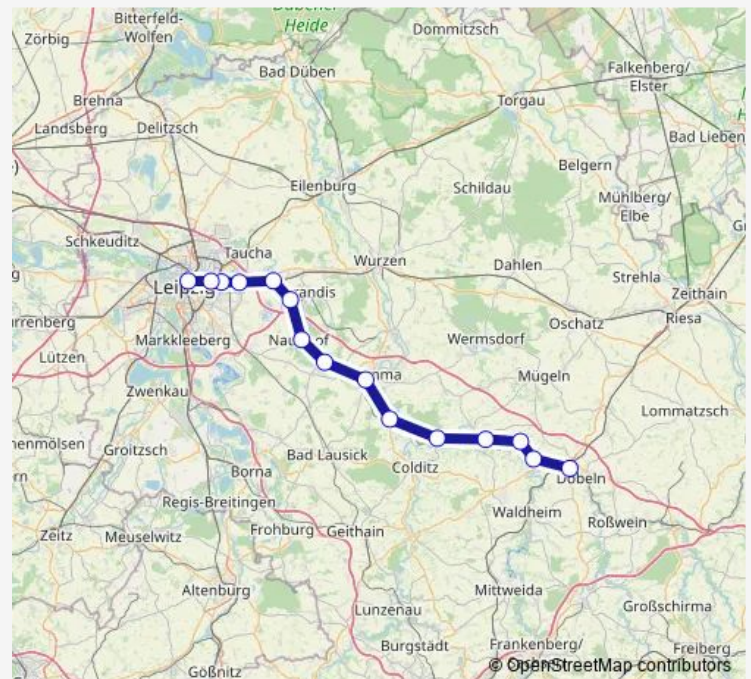 Dübener
Heide
Bitterfeld-
Wolfen
Dommitzsch
Zörbig
Bad Düben
Falkenberg/
Elster
Brehna
Torgau
Landsberg
Delitzsch
Bad Lieben
Belgern
Eilenburg
Schildau
Mühlberg/
Elbe
Schkeuditz
Taucha
Wurzen
Dahlen
Strehla
Leipzig
randis
Zeithain
Riesa
rrenberg
Oschatz
Markkleeberg
Wermsdorf
Lützen
Mügeln
Zwenkau
Lommatzsch
enmölsen
Groitzsch
Bad Lausick
Borna
Colditz
Döbeln
Regis-Breitingen
Waldheim
Roßwein
Frohburg
Geithain
Zeitz
Meuselwitz
Altenburg
Mittweida
Lunzenau
Großschirma
Burgstädt
Frankenberg/
Freiberg
Gößnitz
© OpenStreetMap contributors